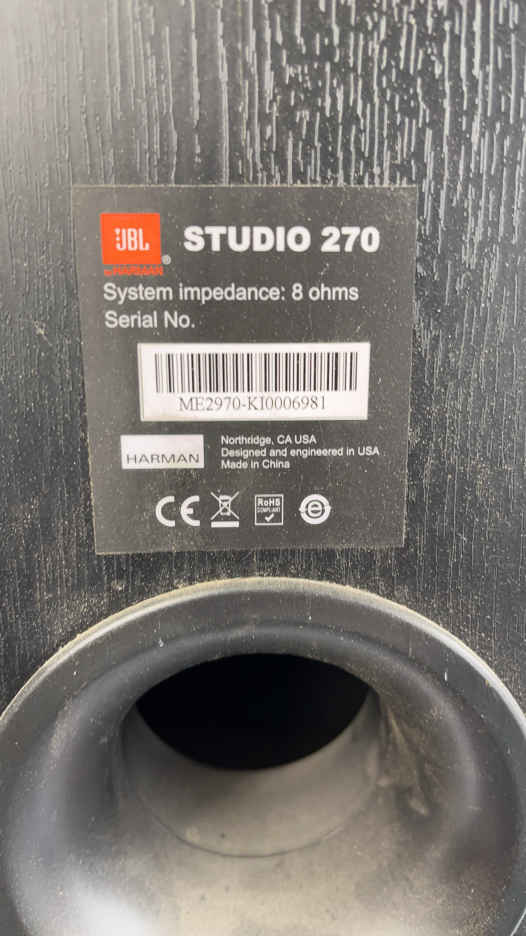 JBL
STUDIO 270
®
by HARMAN
System impedance: 8 ohms
Serial No.
ME2970-KI0006981
HARMAN
Northridge, CA USA
Designed and engineered in USA
Made in China
CE
RoHS
COMPLIANT
e